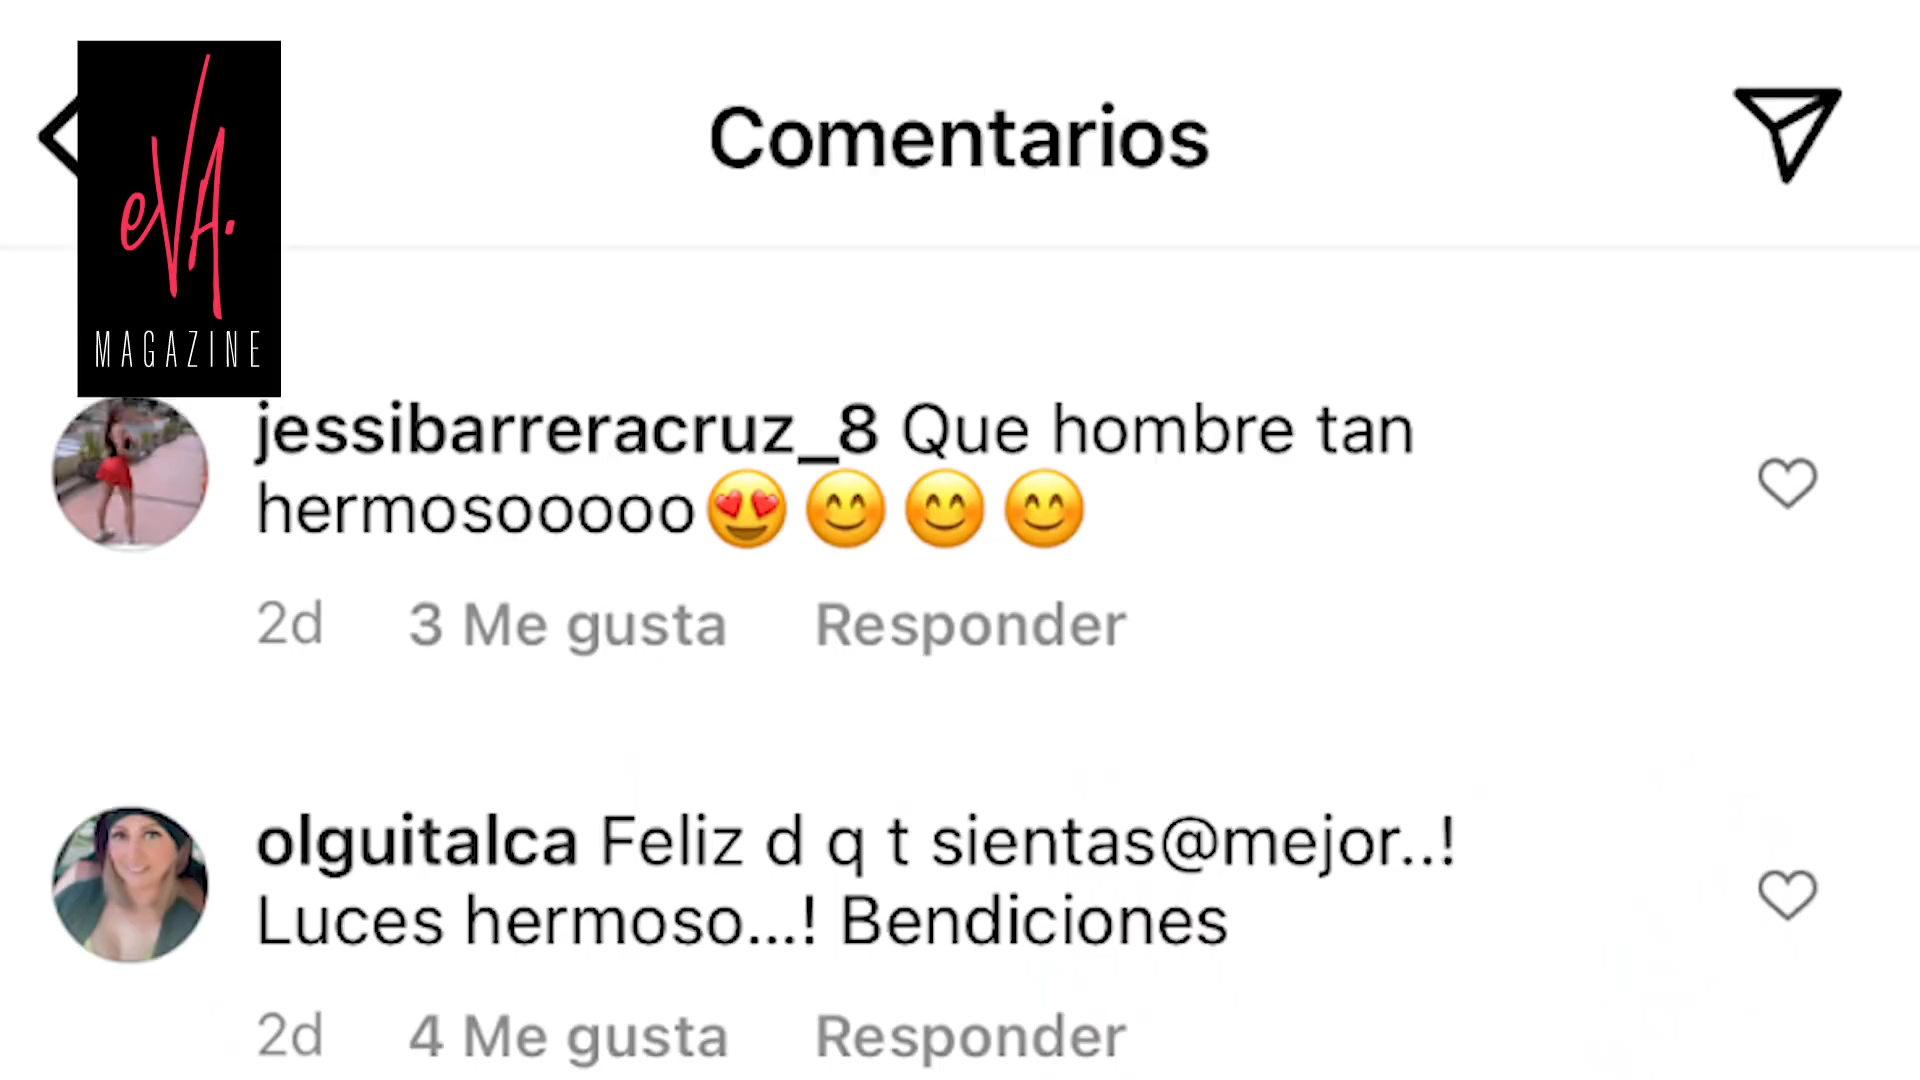 eVA.
MAGAZINE
Comentarios
jessibarreracruz_8 Que hombre tan
hermosooooo😍😊😊😊
2d 3 Me gusta Responder
olguitalca Feliz d q t sientas@mejor..!
Luces hermoso...! Bendiciones
2d 4 Me gusta Responder